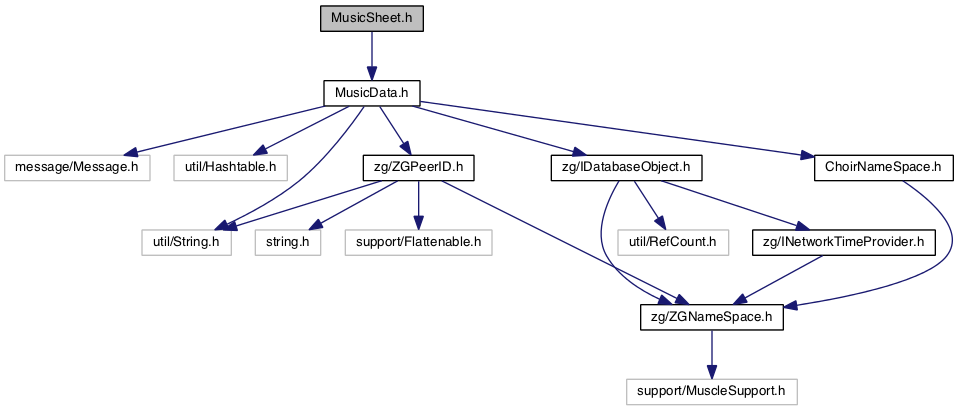 MusicSheet.h
MusicData.h
message/Message.h
util/Hashtable.h
zg/ZGPeerID.h
zg/IDatabaseObject.h
ChoirNameSpace.h
util/String.h
string.h
support/Flattenable.h
util/RefCount.h
zg/INetworkTimeProvider.h
zg/ZGNameSpace.h
support/MuscleSupport.h